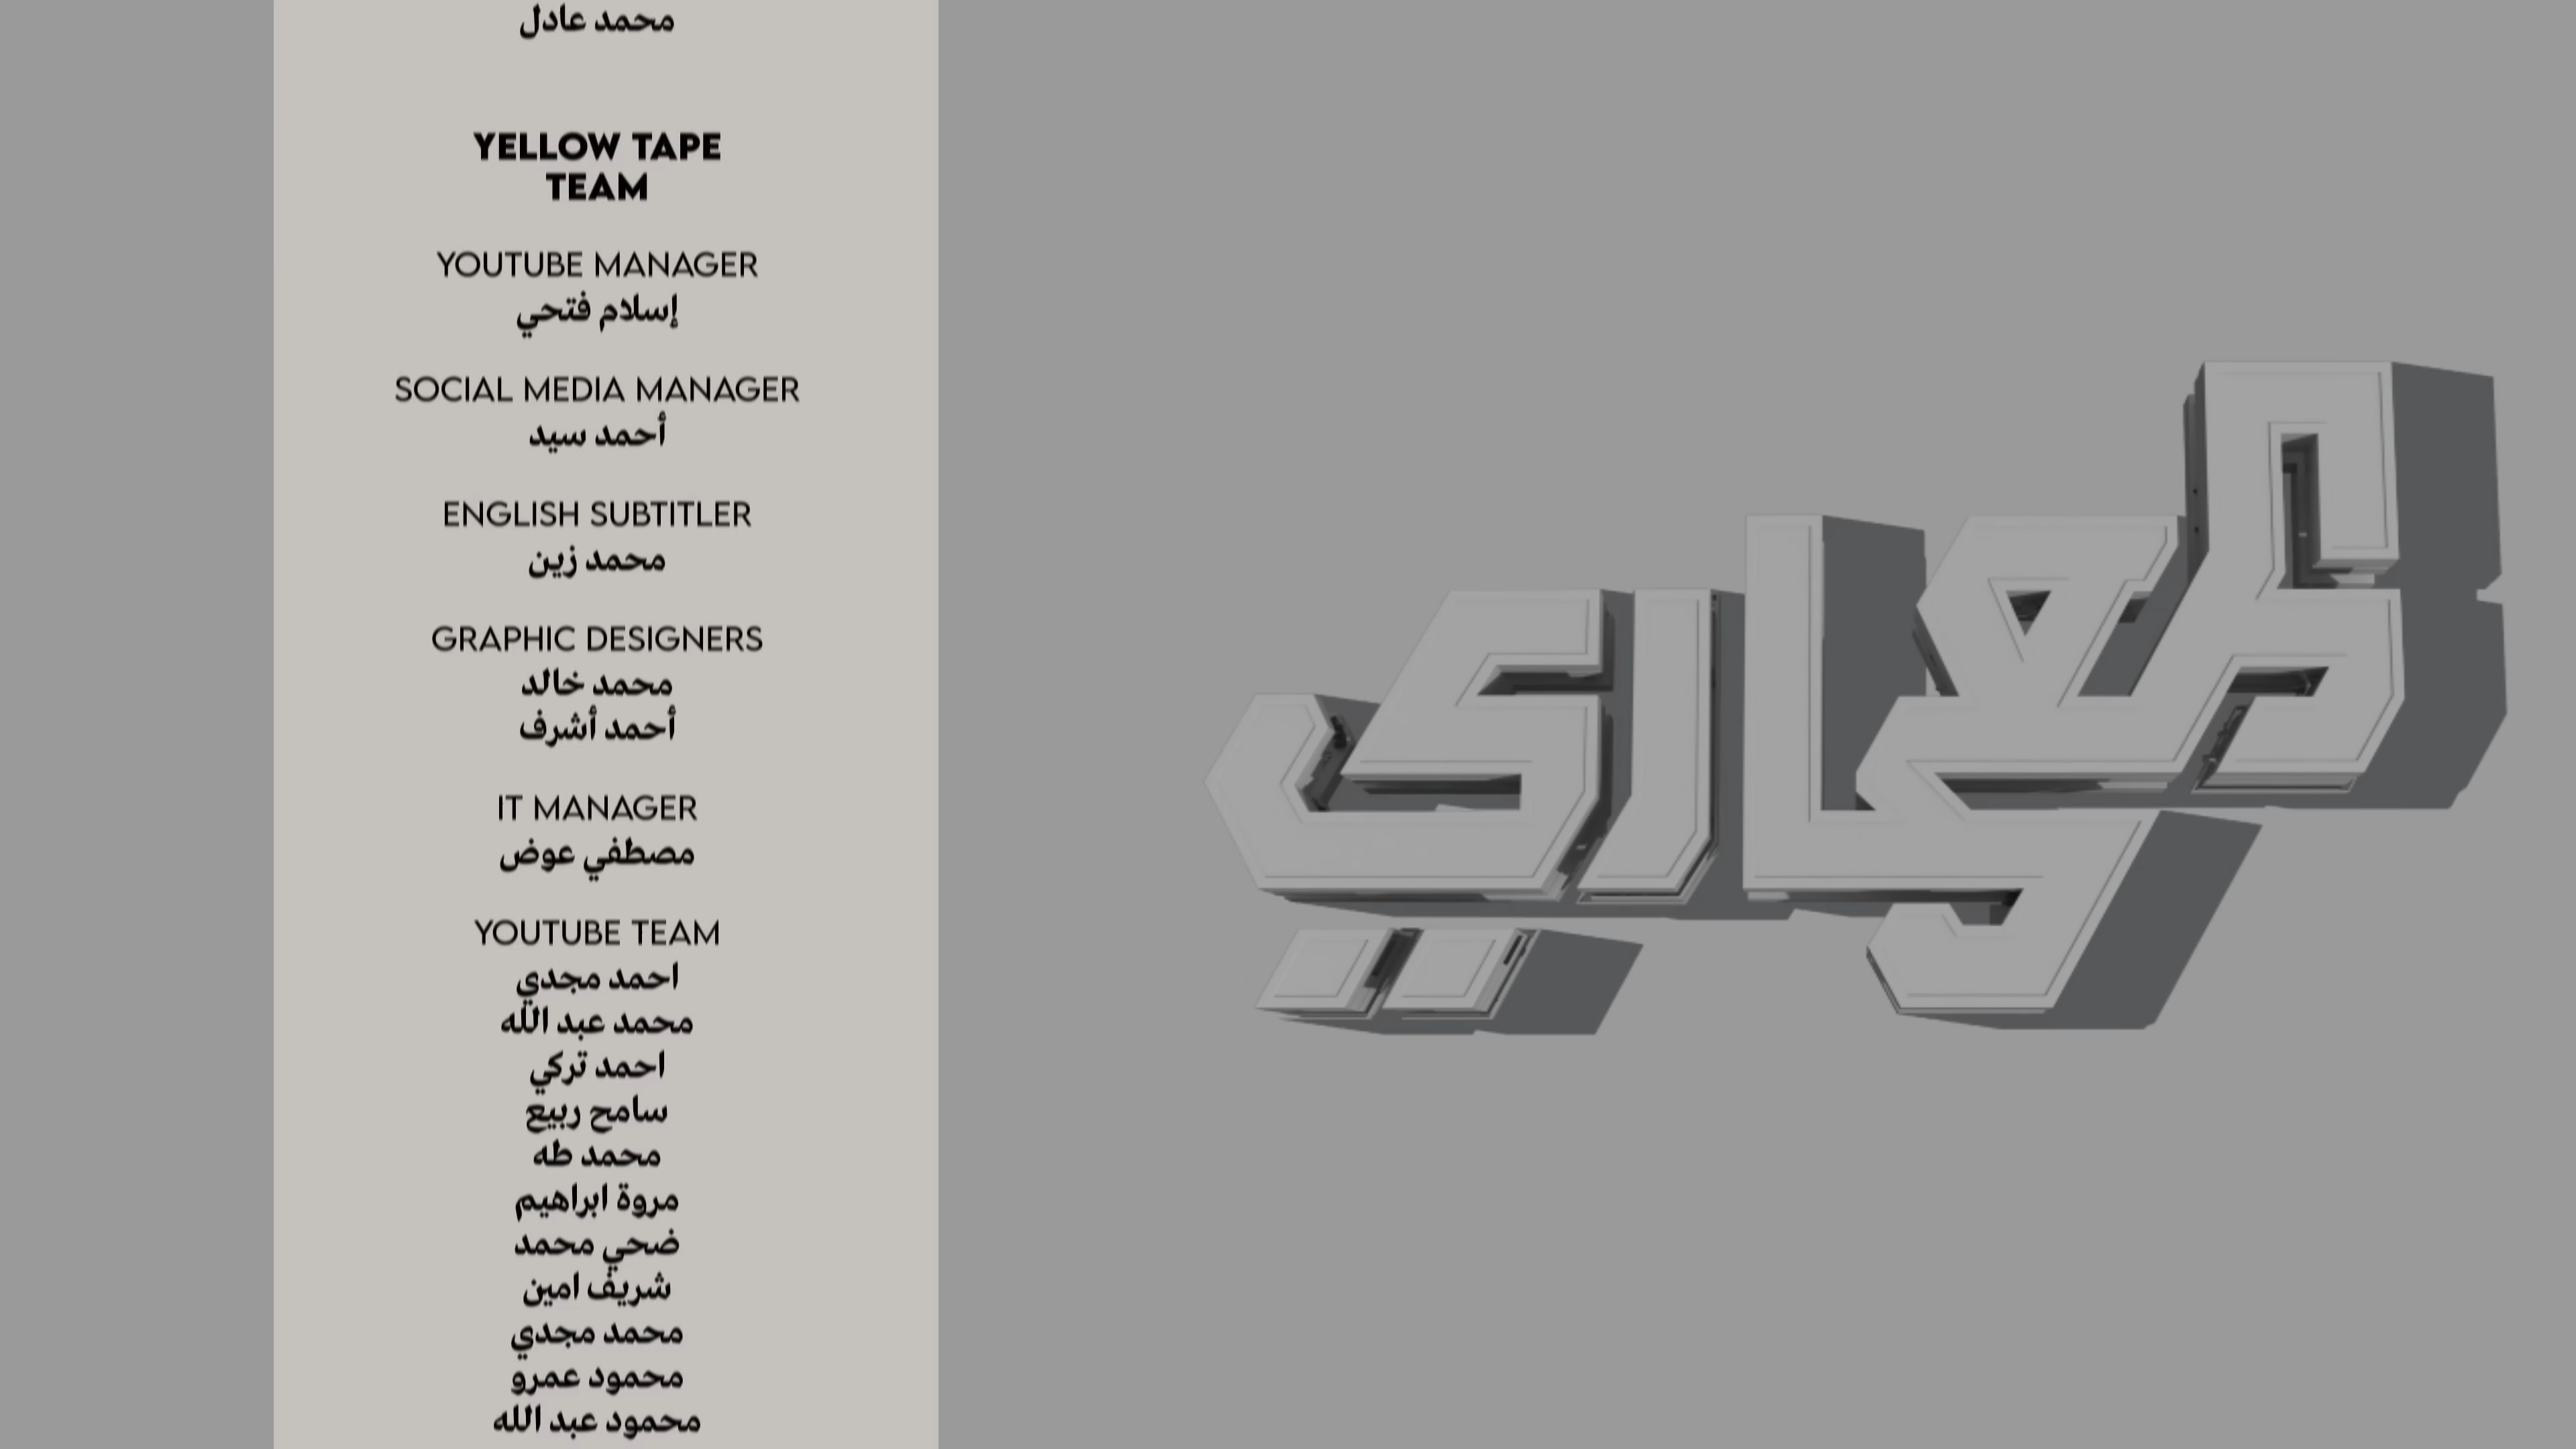 محمد عادل
YELLOW TAPE
TEAM
YOUTUBE MANAGER
إسلام فتحي
SOCIAL MEDIA MANAGER
أحمد سيد
ENGLISH SUBTITLER
محمد زين
GRAPHIC DESIGNERS
محمد خالد
أحمد أشرف
IT MANAGER
مصطفي عوض
YOUTUBE TEAM
احمد مجدي
محمد عبد الله
احمد تركي
سامح ربيع
محمد طه
مروة ابراهيم
ضحي محمد
شريف امين
محمد مجدي
محمود عمرو
محمود عبد الله